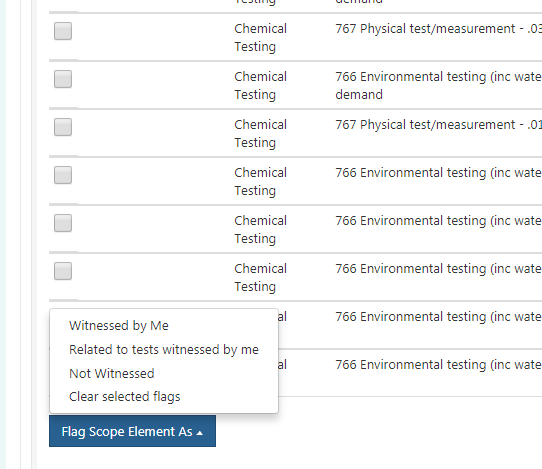 demand
Chemical
Testing
767 Physical test/measurement - .03
Chemical
Testing
766 Environmental testing (inc wate
demand
Chemical
Testing
767 Physical test/measurement - .01
Chemical
Testing
766 Environmental testing (inc wate
Chemical
Testing
766 Environmental testing (inc wate
Chemical
Testing
766 Environmental testing (inc wate
al
766 Environmental testing (inc wate
al
766 Environmental testing (inc wate
Witnessed by Me
Related to tests witnessed by me
Not Witnessed
Clear selected flags
Flag Scope Element As